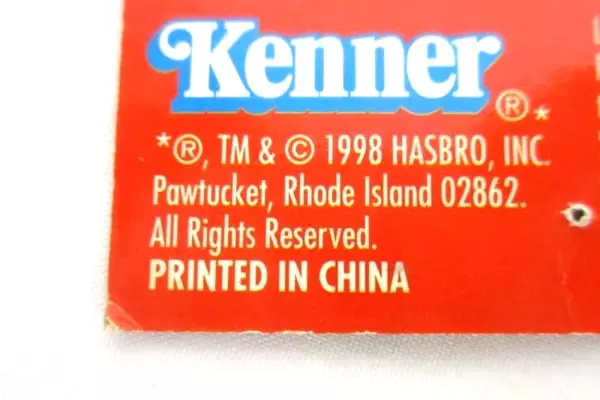 Kenner ®*
*®, TM & © 1998 HASBRO, INC.
Pawtucket, Rhode Island 02862.
All Rights Reserved.
PRINTED IN CHINA